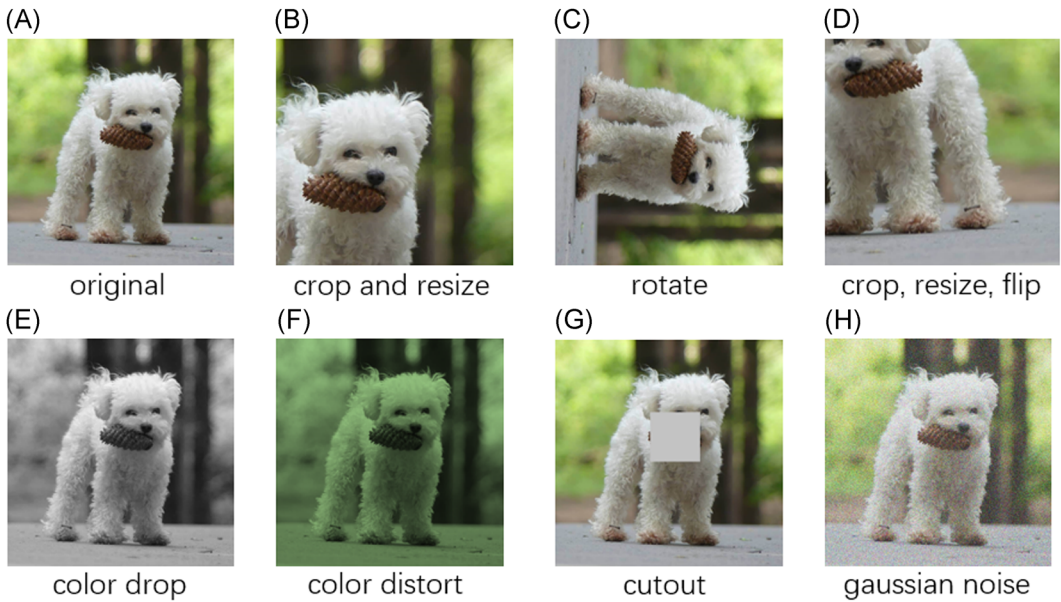 (A) (B) (C) (D)
original crop and resize rotate crop, resize, flip
(E) (F) (G) (H)
color drop color distort cutout gaussian noise